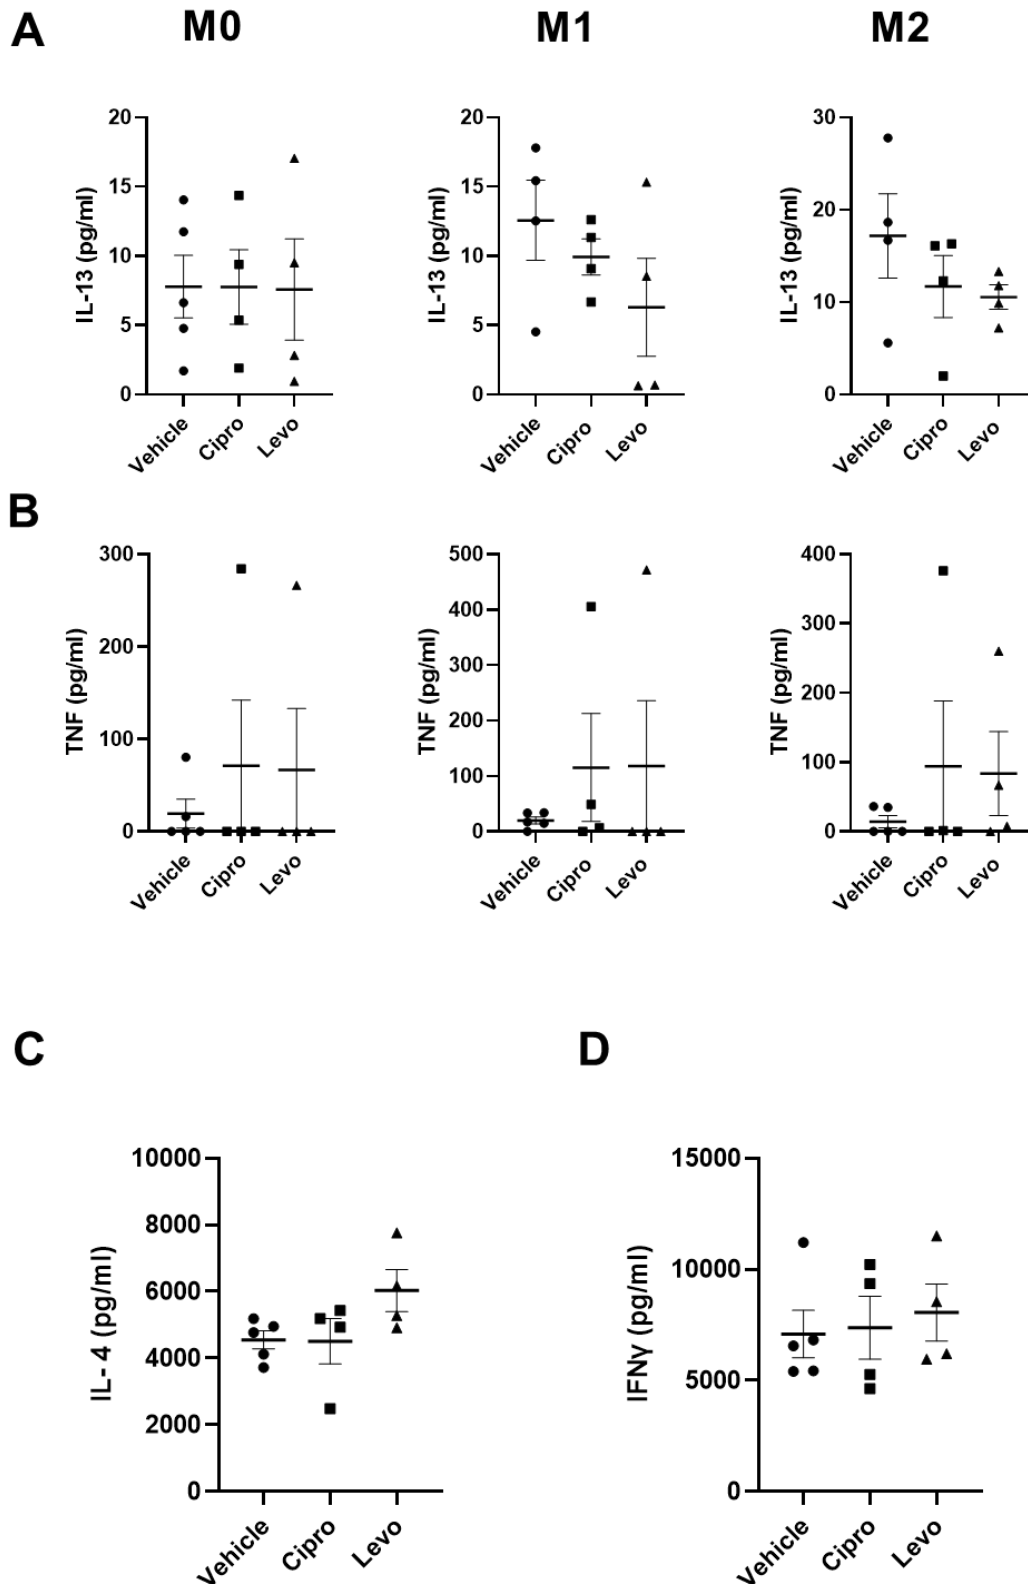 A M0 M1 M2
20 20 30
15 15 20
10 10 10
5 5 0
0 0
IL-13 (pg/ml) IL-13 (pg/ml) IL-13 (pg/ml)
Vehicle Cipro Levo Vehicle Cipro Levo Vehicle Cipro Levo
B
300 500 400
200 400 300
100 300 200
0 200 100
100 0
0
TNF (pg/ml) TNF (pg/ml) TNF (pg/ml)
Vehicle Cipro Levo Vehicle Cipro Levo Vehicle Cipro Levo
C D
10000 15000
8000 10000
6000 5000
4000 0
2000
0
IL- 4 (pg/ml) IFNγ (pg/ml)
Vehicle Cipro Levo Vehicle Cipro Levo